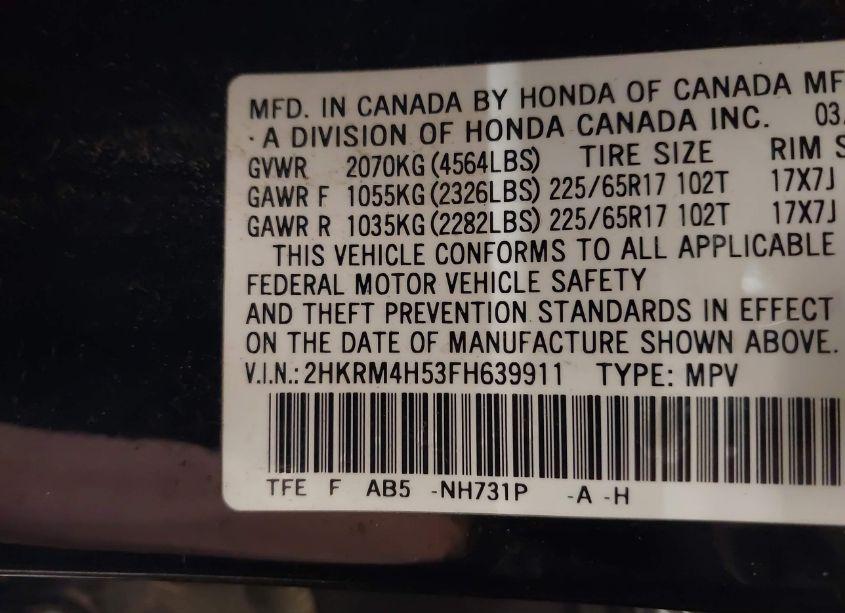 MFD. IN CANADA BY HONDA OF CANADA MF
· A DIVISION OF HONDA CANADA INC. 03
GVWR 2070KG (4564LBS) TIRE SIZE RIM S
GAWR F 1055KG (2326LBS) 225/65R17 102T 17X7J
GAWR R 1035KG (2282LBS) 225/65R17 102T 17X7J
THIS VEHICLE CONFORMS TO ALL APPLICABLE
FEDERAL MOTOR VEHICLE SAFETY
AND THEFT PREVENTION STANDARDS IN EFFECT
ON THE DATE OF MANUFACTURE SHOWN ABOVE.
V.I.N.: 2HKRM4H53FH639911 TYPE: MPV
TFE F AB5 -NH731P -A -H